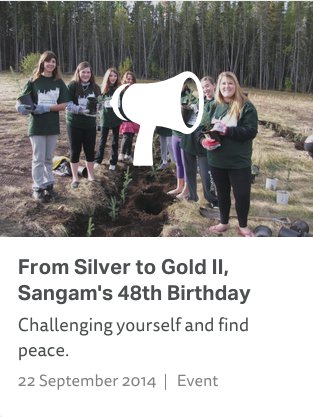 From Silver to Gold II,
Sangam's 48th Birthday
Challenging yourself and find
peace.
22 September 2014 | Event